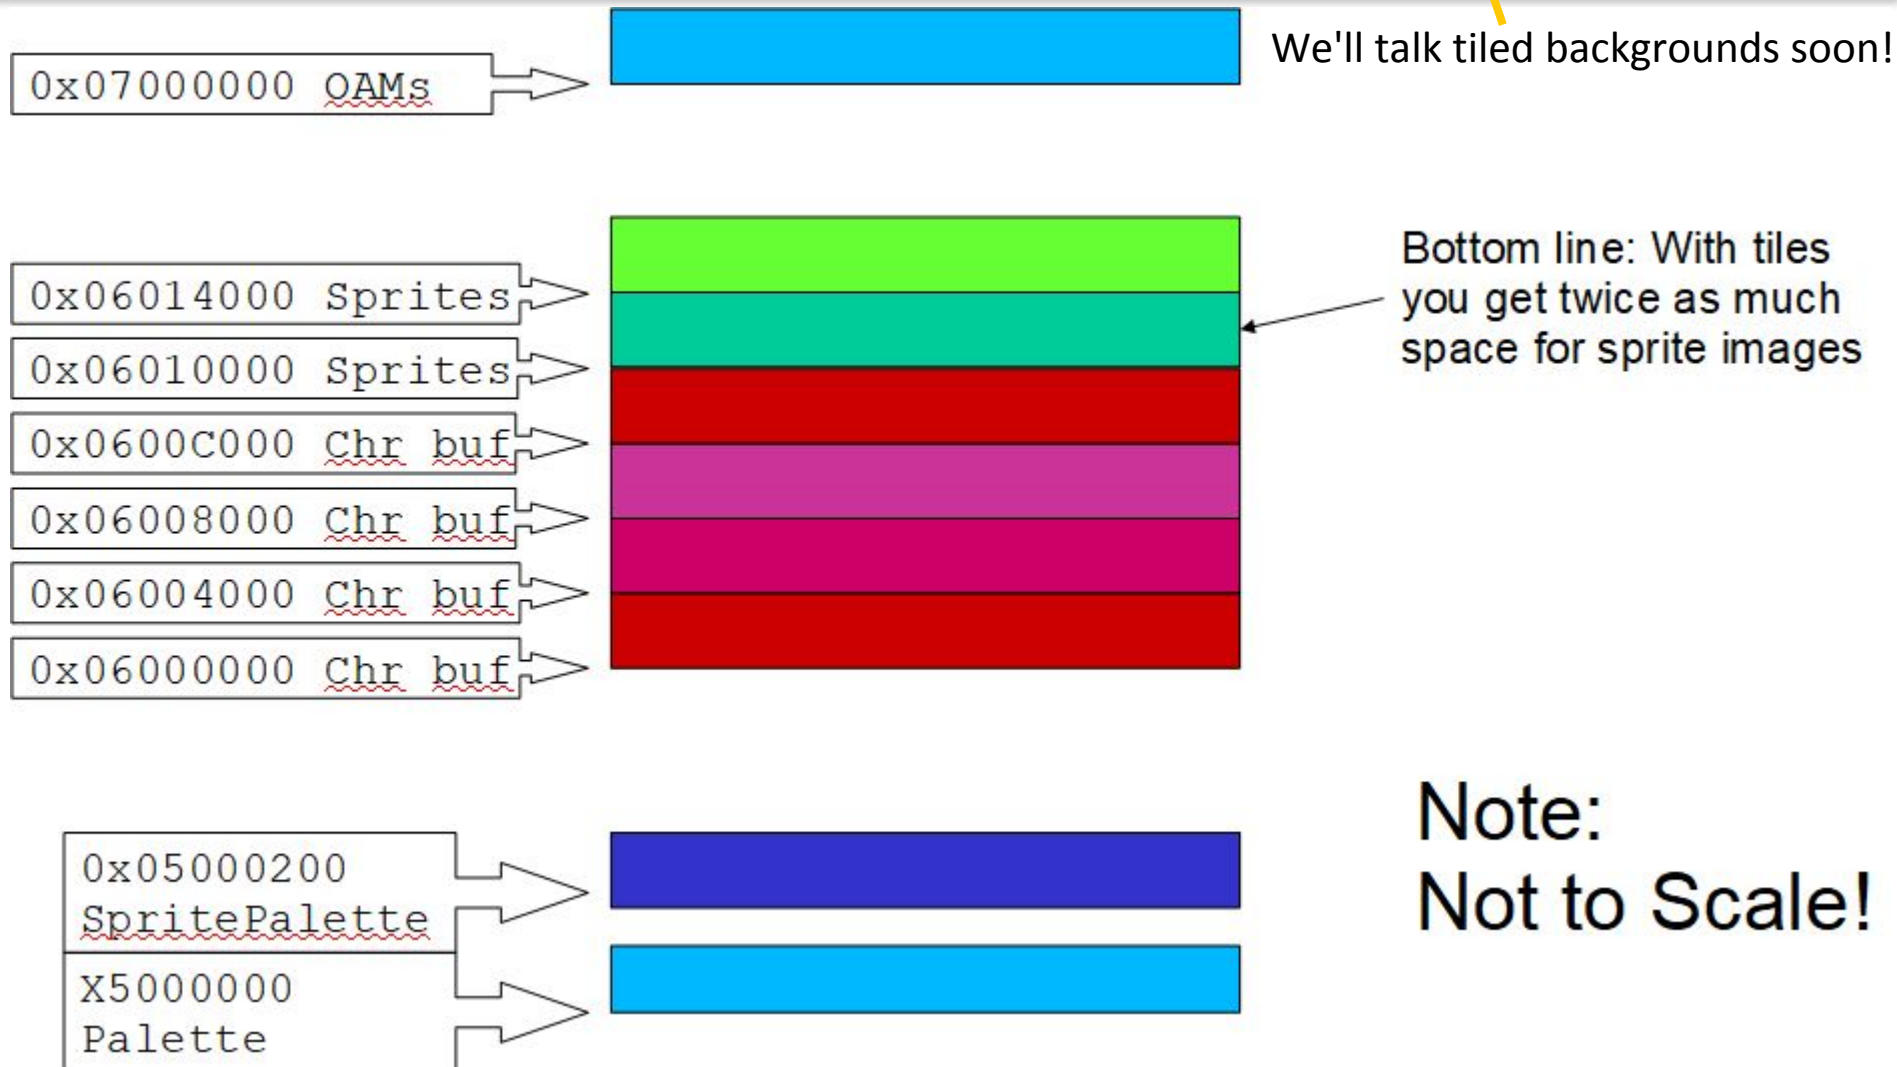 We'll talk tiled backgrounds soon!
0x07000000 OAMs
0x06014000 Sprites
0x06010000 Sprites
0x0600C000 Chr buf
0x06008000 Chr buf
0x06004000 Chr buf
0x06000000 Chr buf
Bottom line: With tiles
you get twice as much
space for sprite images
0x05000200
SpritePalette
X5000000
Palette
Note:
Not to Scale!